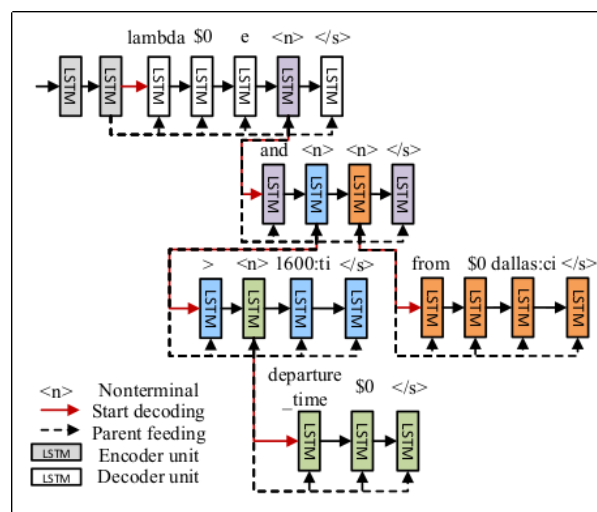 lambda $0 e <n> </s>
LSTM LSTM LSTM LSTM LSTM LSTM LSTM
and <n> <n> </s>
LSTM LSTM LSTM LSTM
> <n> 1600:ti </s> from $0 dallas:ci </s>
LSTM LSTM LSTM LSTM LSTM LSTM LSTM LSTM
departure
_time $0 </s>
LSTM LSTM LSTM
<n> Nonterminal
Start decoding
Parent feeding
LSTM Encoder unit
LSTM Decoder unit